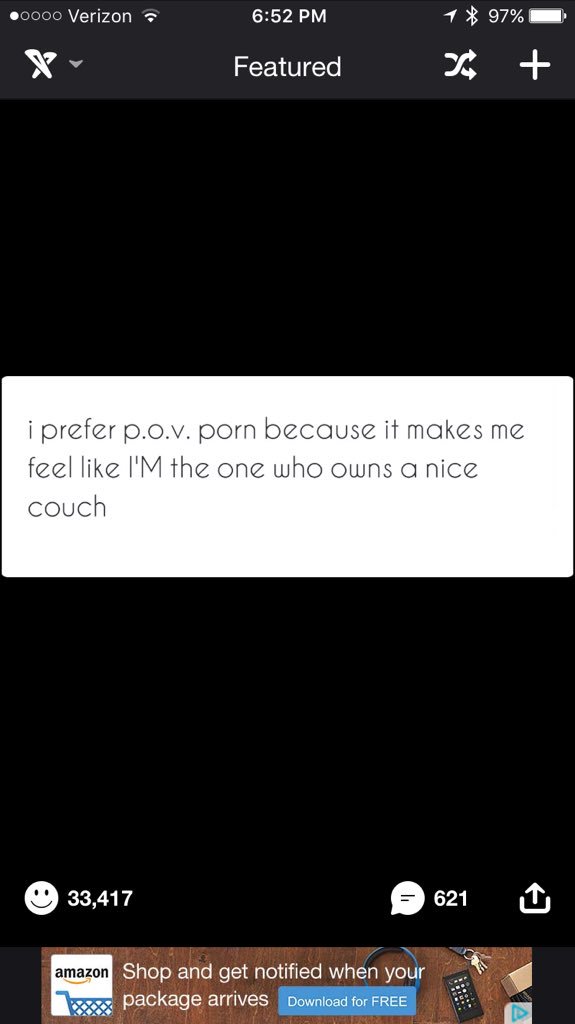 Verizon 6:52 PM 97%
Featured
i prefer p.o.v. porn because it makes me
feel like I'M the one who owns a nice
couch
33,417 621
amazon Shop and get notified when your
package arrives Download for FREE